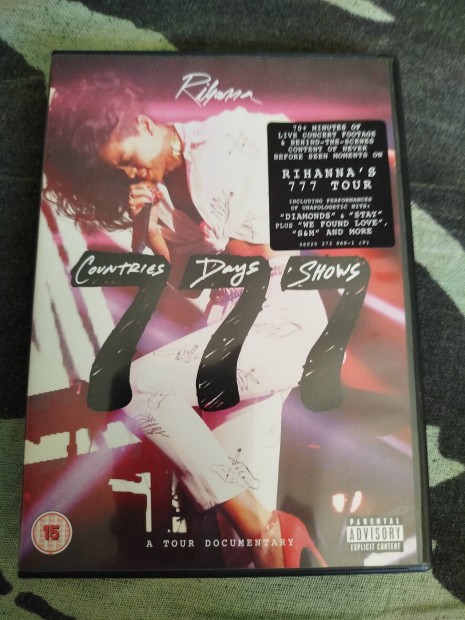 Rihanna
70+ MINUTES OF
LIVE CONCERT FOOTAGE
& BEHIND-THE-SCENES
CONTENT OF NEVER
BEFORE SEEN MOMENTS ON
RIHANNA'S
777 TOUR
INCLUDING PERFORMANCES
OF UNAPOLOGETIC HITS:
"DIAMONDS" & "STAY"
PLUS "WE FOUND LOVE",
"S&M" AND MORE
COUNTRIES DAYS SHOWS
777
15
A TOUR DOCUMENTARY
PARENTAL
ADVISORY
EXPLICIT CONTENT